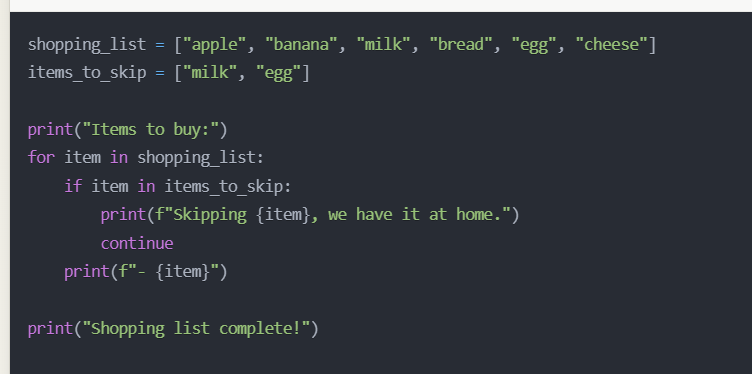 shopping_list = ["apple", "banana", "milk", "bread", "egg", "cheese"]
items_to_skip = ["milk", "egg"]

print("Items to buy:")
for item in shopping_list:
    if item in items_to_skip:
        print(f"Skipping {item}, we have it at home.")
        continue
    print(f"- {item}")

print("Shopping list complete!")